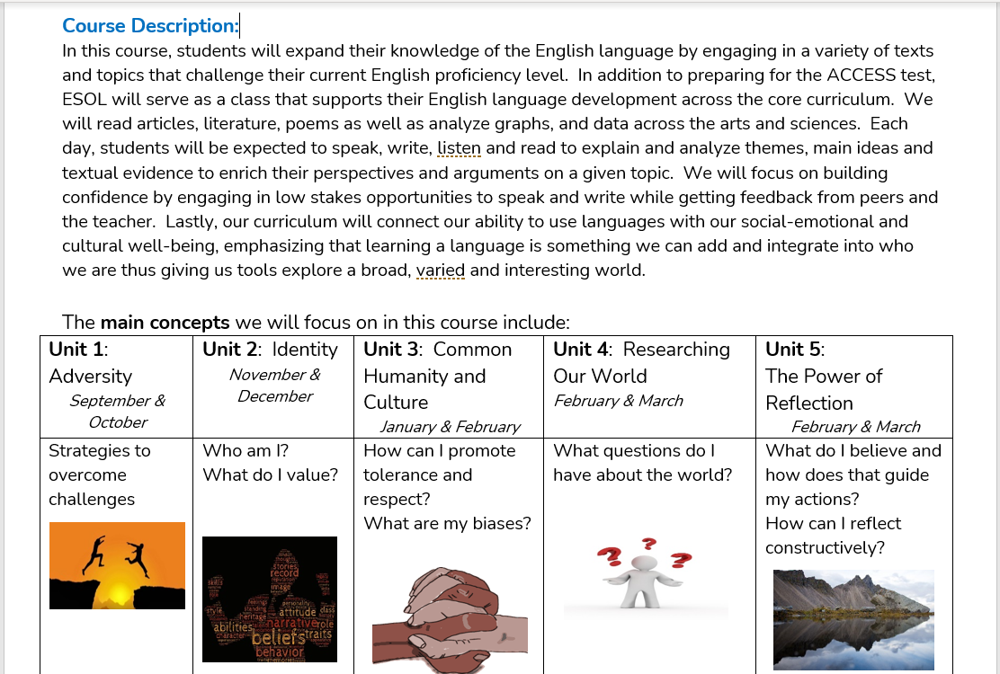 Course Description:
In this course, students will expand their knowledge of the English language by engaging in a variety of texts
and topics that challenge their current English proficiency level.  In addition to preparing for the ACCESS test,
ESOL will serve as a class that supports their English language development across the core curriculum.  We
will read articles, literature, poems as well as analyze graphs, and data across the arts and sciences.  Each
day, students will be expected to speak, write, listen and read to explain and analyze themes, main ideas and
textual evidence to enrich their perspectives and arguments on a given topic.  We will focus on building
confidence by engaging in low stakes opportunities to speak and write while getting feedback from peers and
the teacher.  Lastly, our curriculum will connect our ability to use languages with our social-emotional and
cultural well-being, emphasizing that learning a language is something we can add and integrate into who
we are thus giving us tools explore a broad, varied and interesting world.
The main concepts we will focus on in this course include:
Unit 1:
Adversity
September &
October
Unit 2:  Identity
November &
December
Unit 3:  Common
Humanity and
Culture
January & February
Unit 4:  Researching
Our World
February & March
Unit 5:
The Power of
Reflection
February & March
Strategies to
overcome
challenges
Who am I?
What do I value?
stories
record
image
style
heritage
personality
attitude
class
abilities
narrative
role
character
beliefs
traits
behavior
memories
How can I promote
tolerance and
respect?
What are my biases?
What questions do I
have about the world?
? ? ?
What do I believe and
how does that guide
my actions?
How can I reflect
constructively?